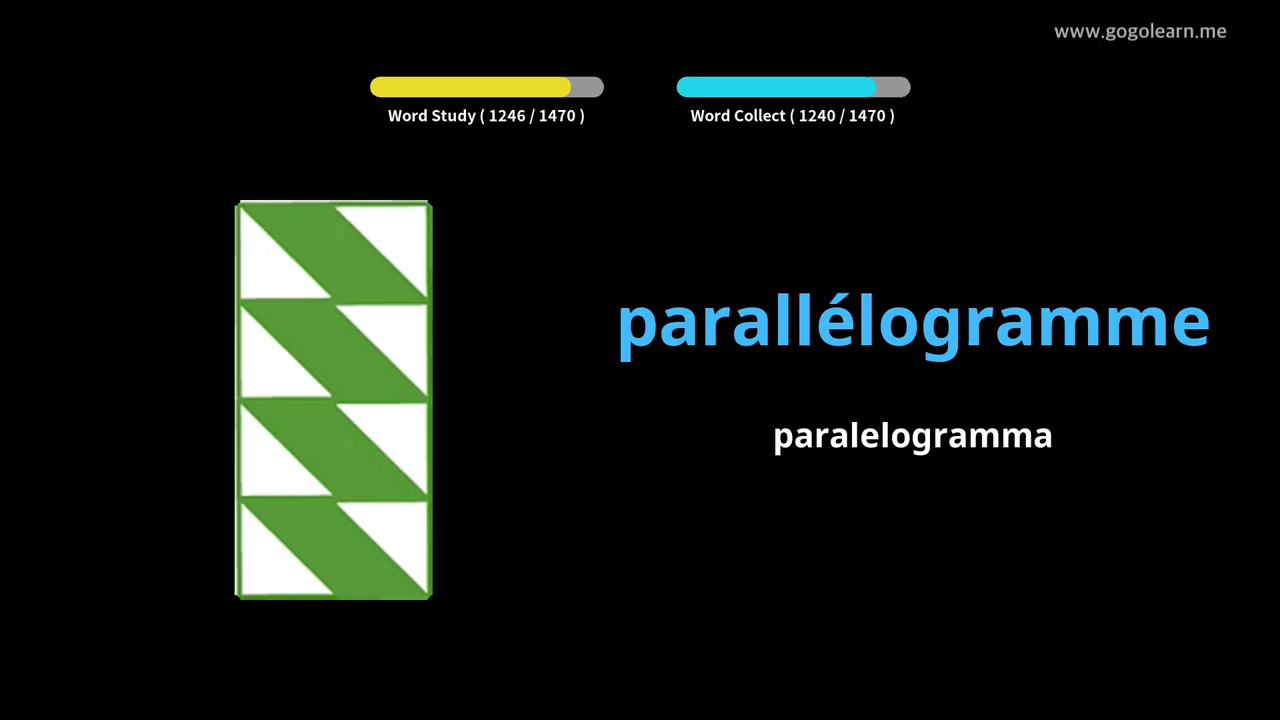 www.gogolearn.me
Word Study ( 1246 / 1470 )
Word Collect ( 1240 / 1470 )
parallélogramme
paralelogramma